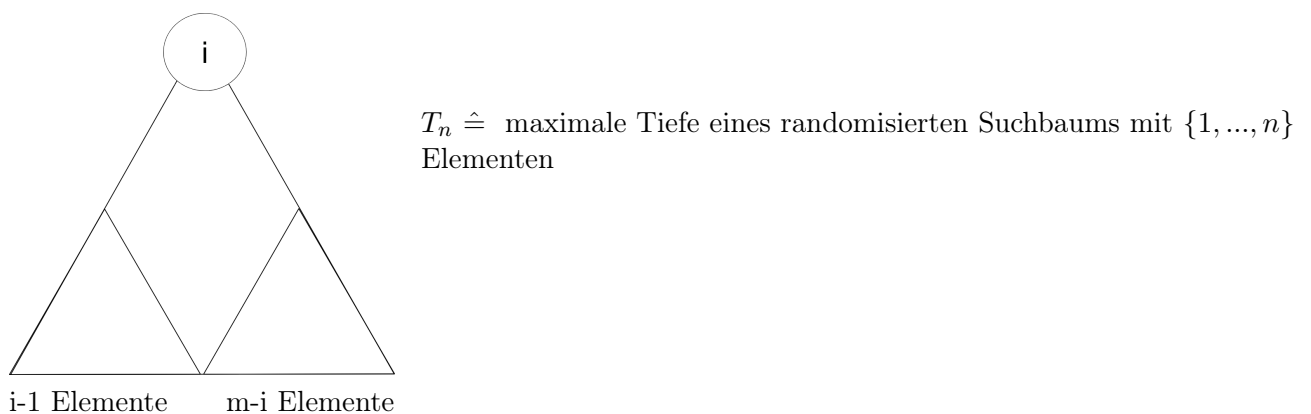 i
T_n ≙ maximale Tiefe eines randomisierten Suchbaums mit {1, ..., n}
Elementen
i-1 Elemente m-i Elemente